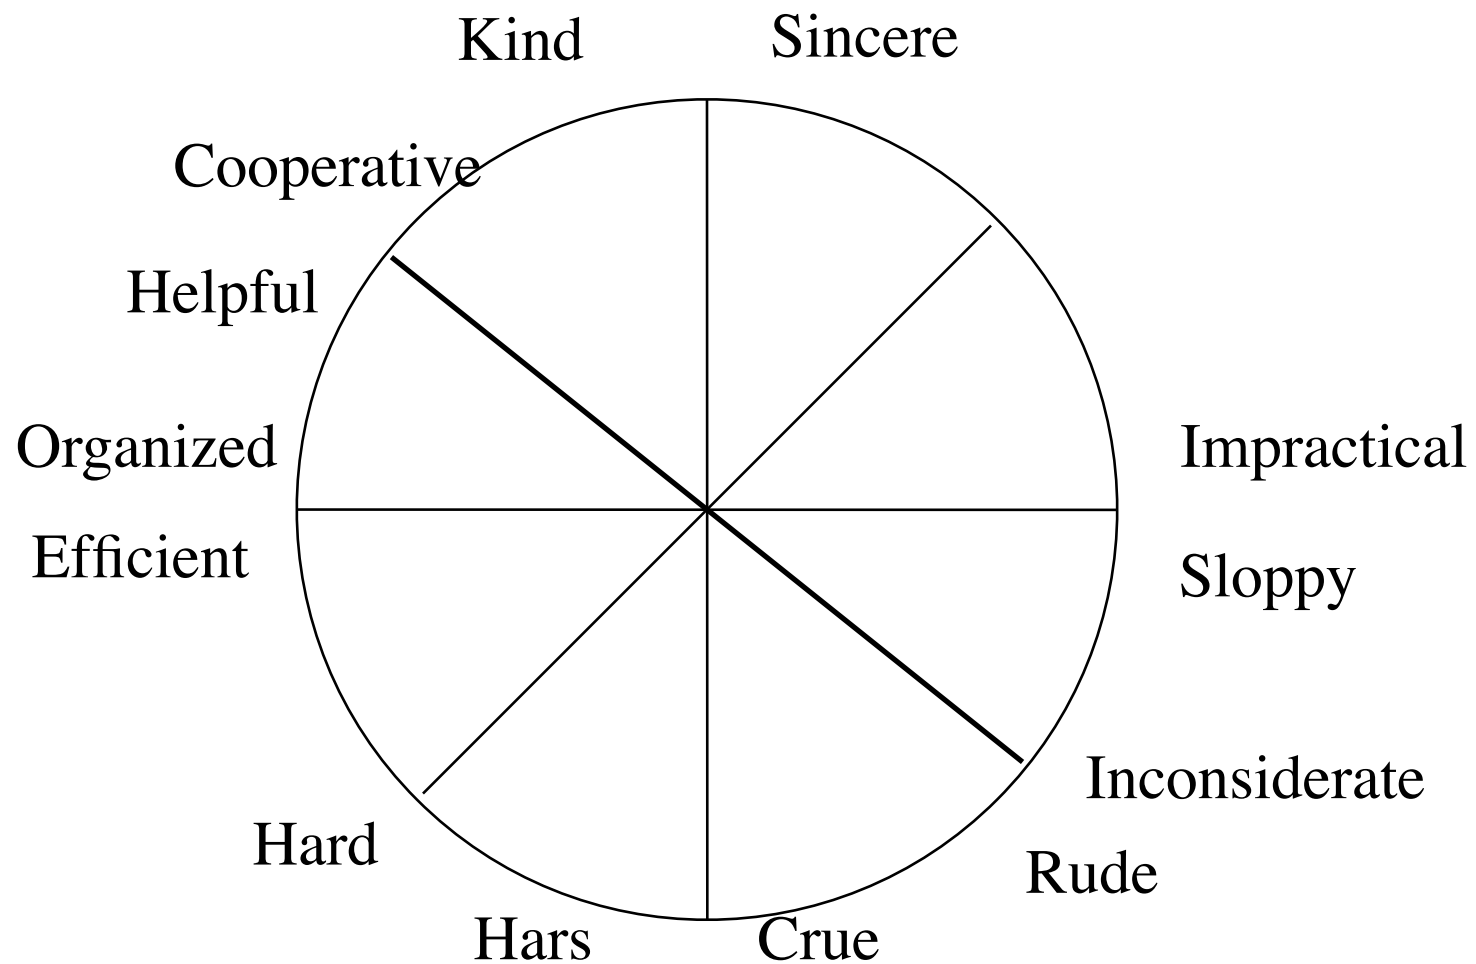 Kind
Sincere
Cooperative
Helpful
Organized
Impractical
Efficient
Sloppy
Inconsiderate
Hard
Rude
Hars
Crue